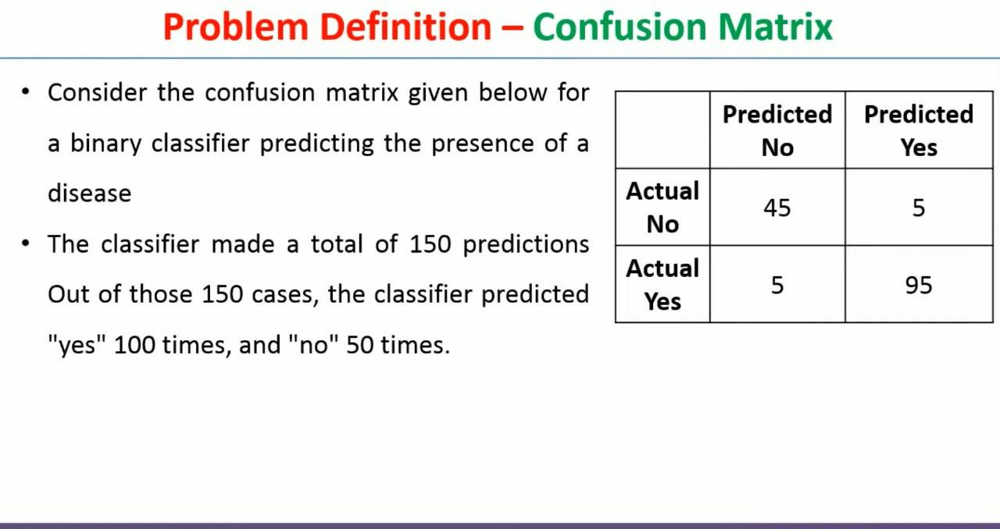 Problem Definition – Confusion Matrix
• Consider the confusion matrix given below for
a binary classifier predicting the presence of a
disease
• The classifier made a total of 150 predictions
Out of those 150 cases, the classifier predicted
"yes" 100 times, and "no" 50 times.
Predicted No Predicted Yes
Actual No 45 5
Actual Yes 5 95